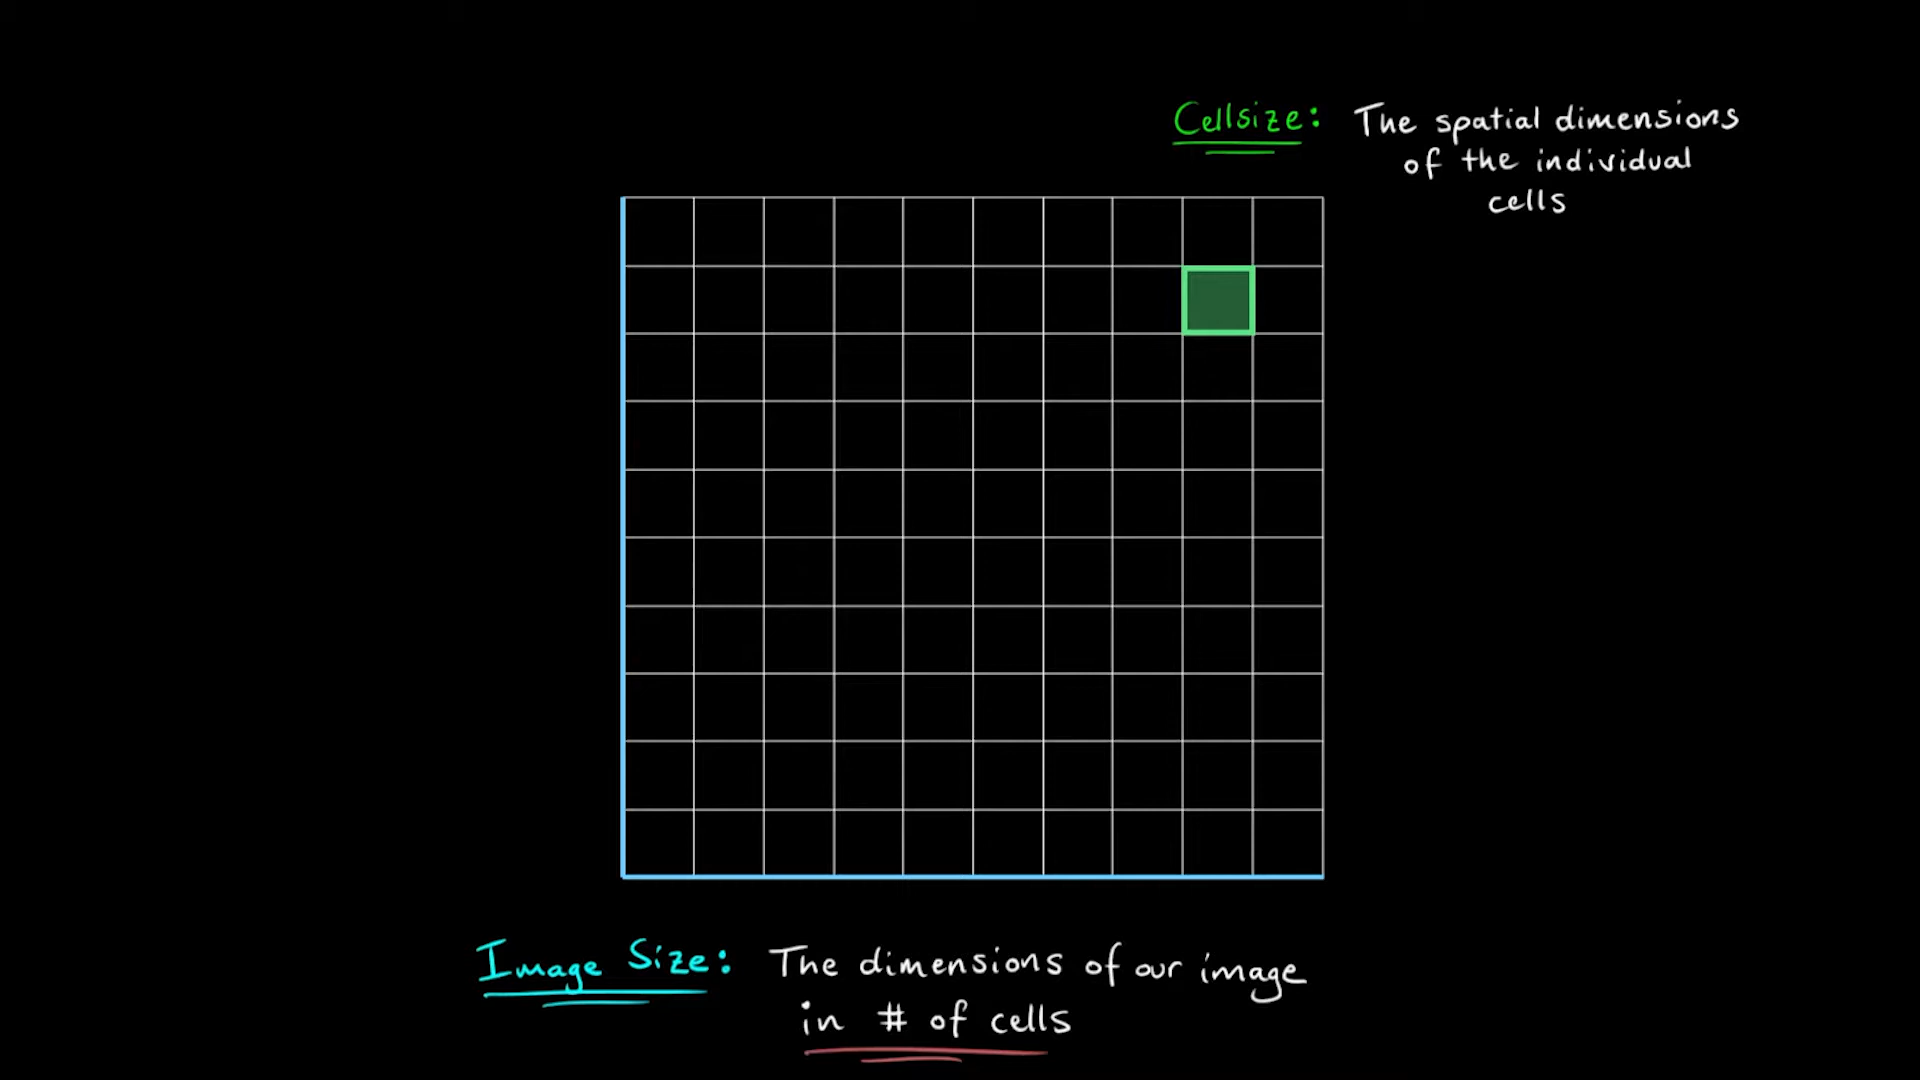 Cellsize: The spatial dimensions
of the individual
cells
Image Size: The dimensions of our image
in # of cells